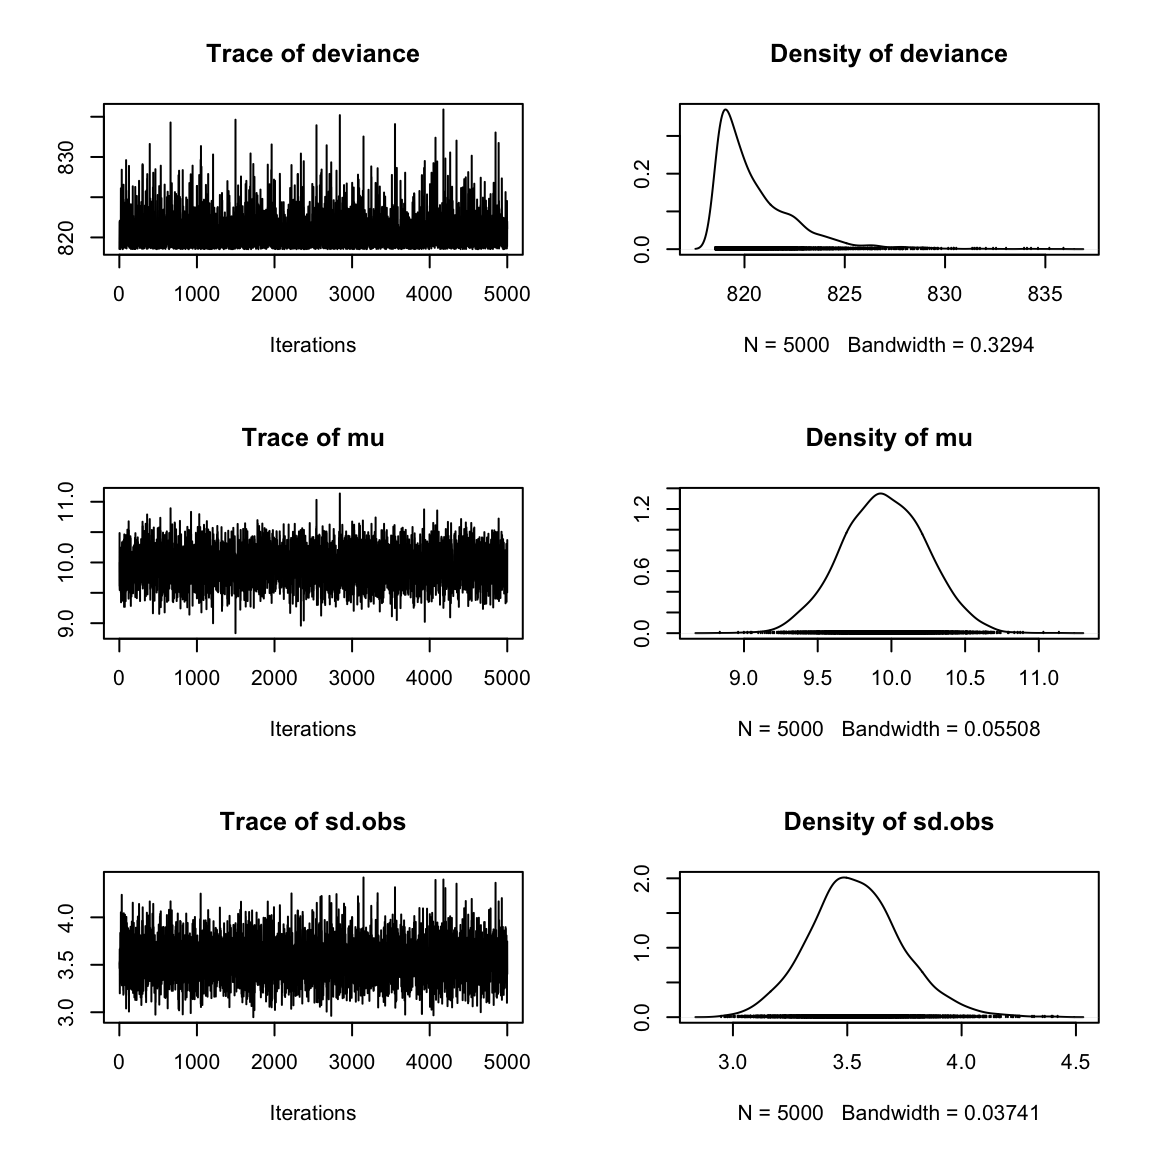 Trace of deviance
830
820
0 1000 2000 3000 4000 5000
Iterations
Density of deviance
0.2
0.0
820 825 830 835
N = 5000 Bandwidth = 0.3294
Trace of mu
11.0
10.0
9.0
0 1000 2000 3000 4000 5000
Iterations
Density of mu
1.2
0.6
0.0
9.0 9.5 10.0 10.5 11.0
N = 5000 Bandwidth = 0.05508
Trace of sd.obs
4.0
3.5
3.0
0 1000 2000 3000 4000 5000
Iterations
Density of sd.obs
2.0
1.0
0.0
3.0 3.5 4.0 4.5
N = 5000 Bandwidth = 0.03741